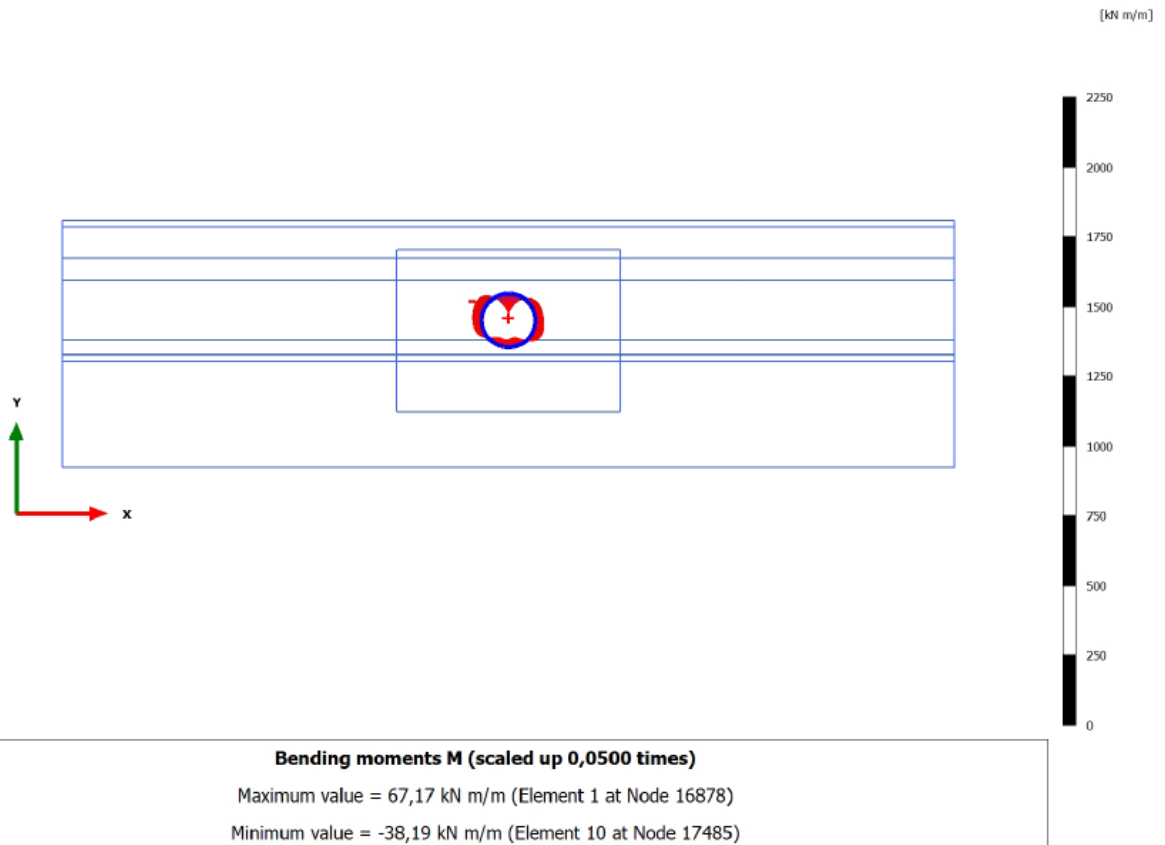 [kN m/m]
2250
2000
1750
1500
1250
1000
750
500
250
0
Y
X
Bending moments M (scaled up 0,0500 times)
Maximum value = 67,17 kN m/m (Element 1 at Node 16878)
Minimum value = -38,19 kN m/m (Element 10 at Node 17485)